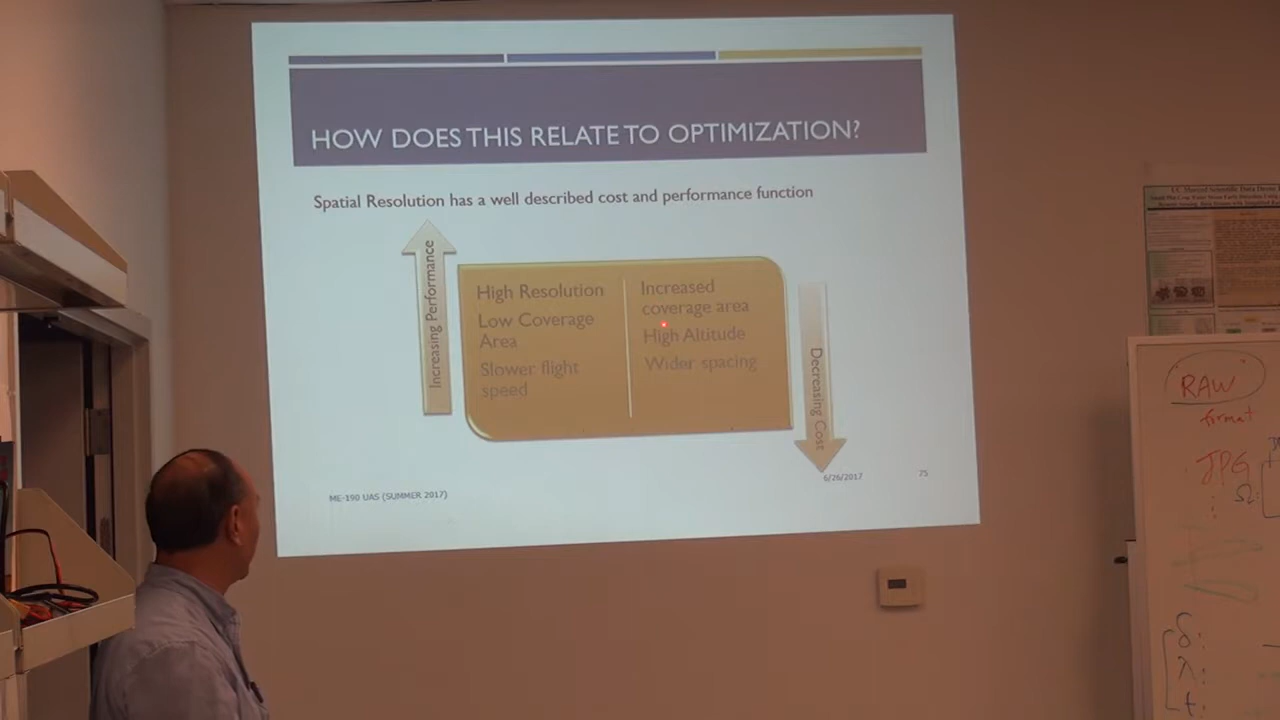 HOW DOES THIS RELATE TO OPTIMIZATION?
Spatial Resolution has a well described cost and performance function
Increasing Performance
High Resolution
Low Coverage
Area
Slower flight
speed
Increased
coverage area
High Altitude
Wider spacing
Decreasing Cost
ME-190 UAS (SUMMER 2017)
6/26/2017
75
RAW
format
JPG
Ω:
δ:
λ:
t: